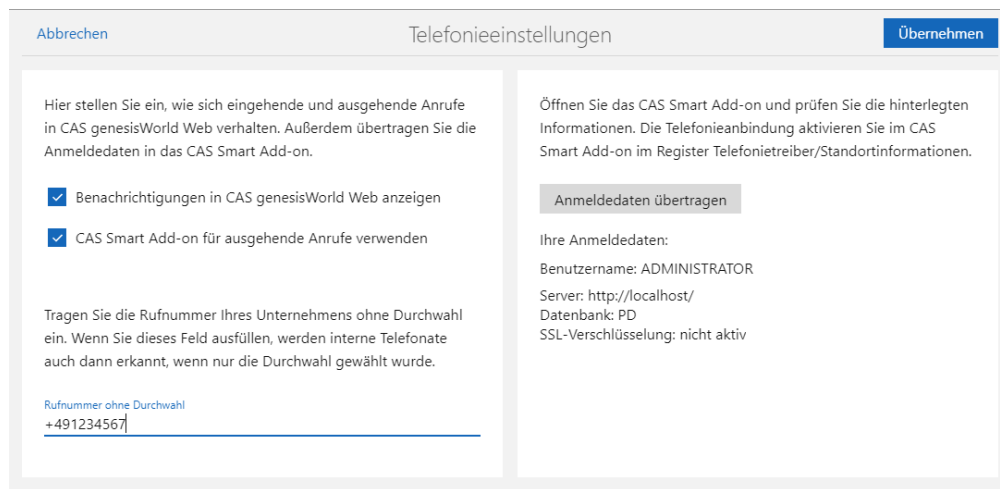 Abbrechen
Telefonieeinstellungen
Übernehmen
Hier stellen Sie ein, wie sich eingehende und ausgehende Anrufe
in CAS genesisWorld Web verhalten. Außerdem übertragen Sie die
Anmeldedaten in das CAS Smart Add-on.
Benachrichtigungen in CAS genesisWorld Web anzeigen
CAS Smart Add-on für ausgehende Anrufe verwenden
Tragen Sie die Rufnummer Ihres Unternehmens ohne Durchwahl
ein. Wenn Sie dieses Feld ausfüllen, werden interne Telefonate
auch dann erkannt, wenn nur die Durchwahl gewählt wurde.
Rufnummer ohne Durchwahl
+491234567
Öffnen Sie das CAS Smart Add-on und prüfen Sie die hinterlegten
Informationen. Die Telefonieanbindung aktivieren Sie im CAS
Smart Add-on im Register Telefonietreiber/Standortinformationen.
Anmeldedaten übertragen
Ihre Anmeldedaten:
Benutzername: ADMINISTRATOR
Server: http://localhost/
Datenbank: PD
SSL-Verschlüsselung: nicht aktiv